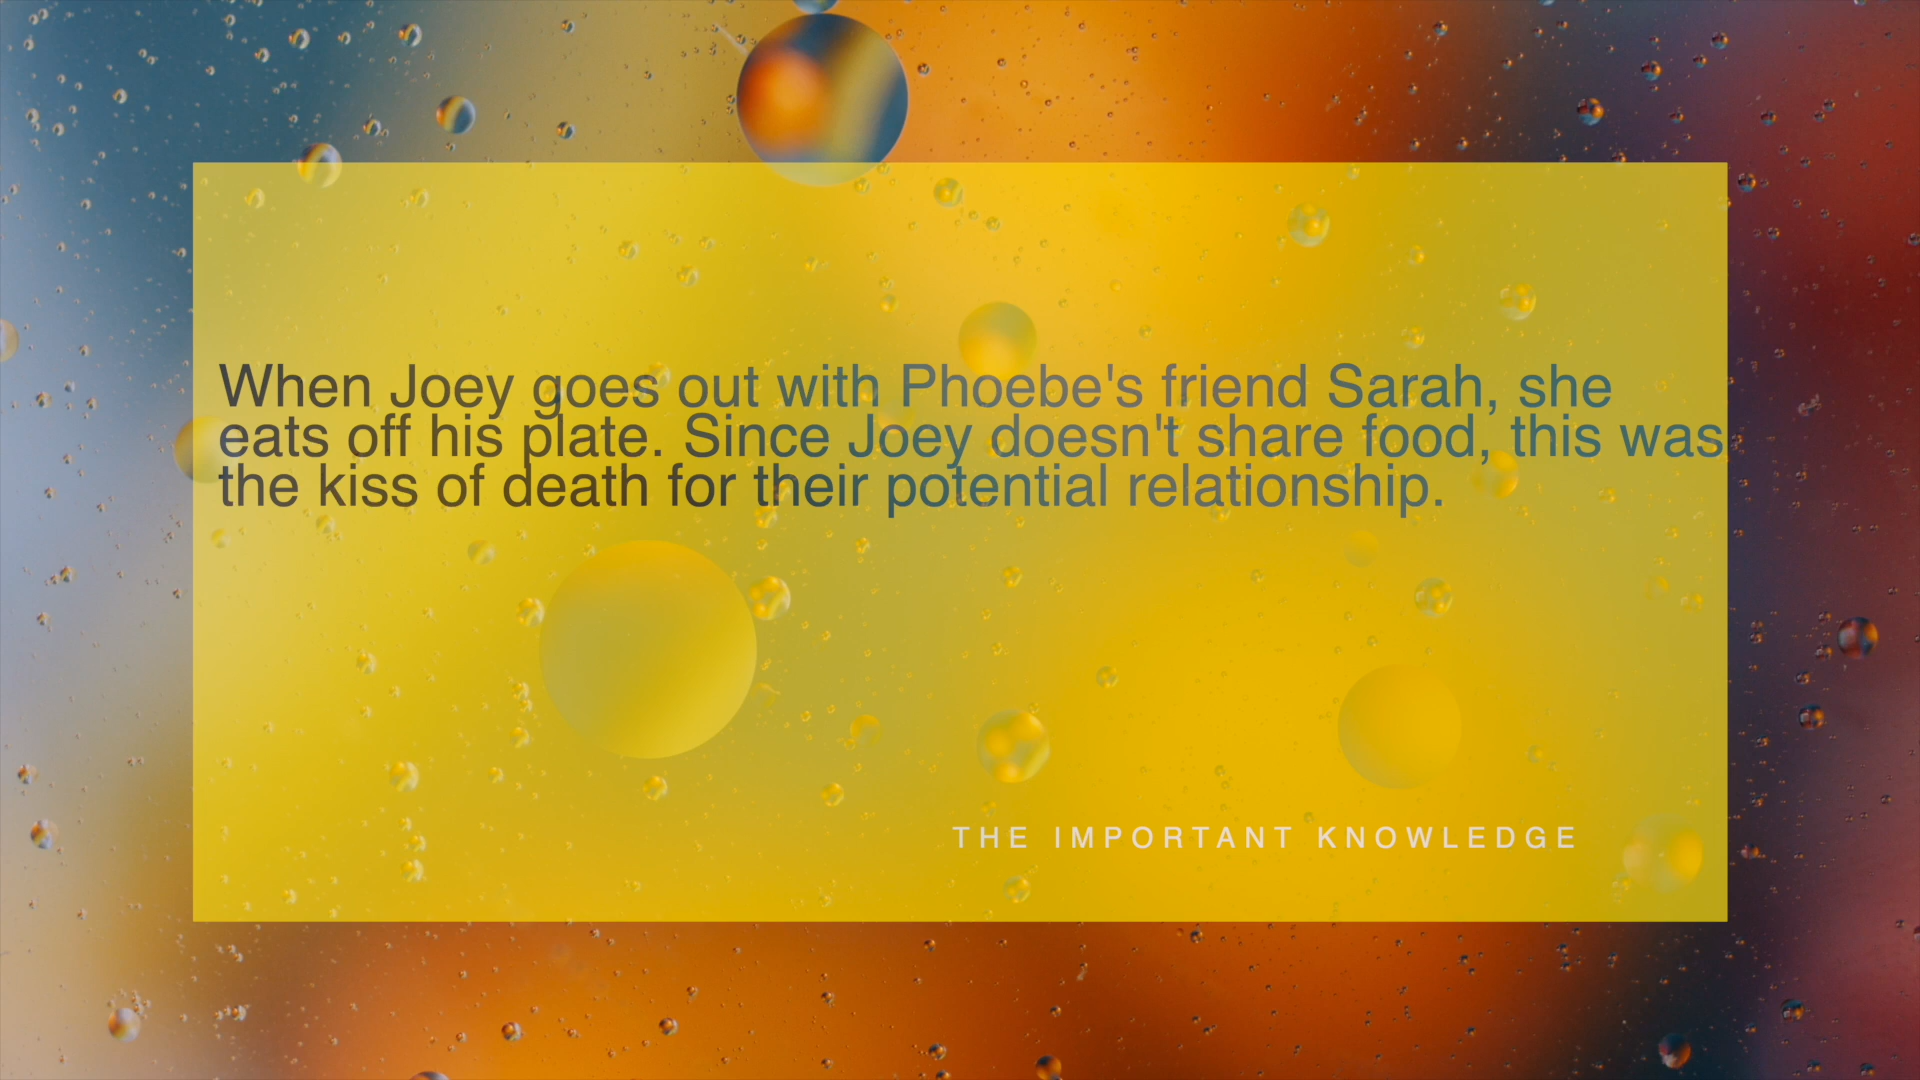 When Joey goes out with Phoebe's friend Sarah, she
eats off his plate. Since Joey doesn't share food, this was
the kiss of death for their potential relationship.
THE IMPORTANT KNOWLEDGE